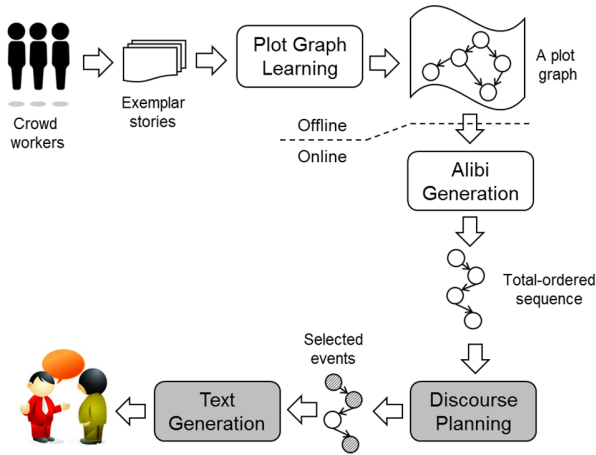 Crowd
workers
Exemplar
stories
Plot Graph
Learning
A plot
graph
Offline
Online
Alibi
Generation
Total-ordered
sequence
Selected
events
Text
Generation
Discourse
Planning